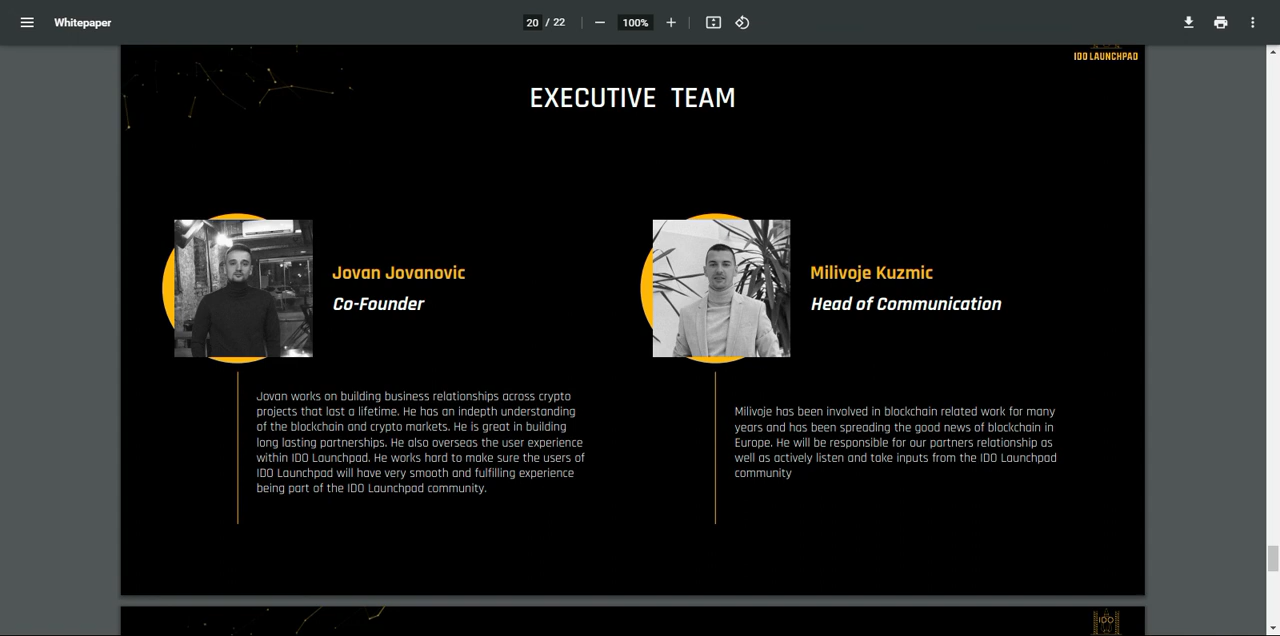 Whitepaper
20 / 22
100%
IDO LAUNCHPAD
EXECUTIVE TEAM
Jovan Jovanovic
Co-Founder
Jovan works on building business relationships across crypto
projects that last a lifetime. He has an indepth understanding
of the blockchain and crypto markets. He is great in building
long lasting partnerships. He also overseas the user experience
within IDO Launchpad. He works hard to make sure the users of
IDO Launchpad will have very smooth and fulfilling experience
being part of the IDO Launchpad community.
Milivoje Kuzmic
Head of Communication
Milivoje has been involved in blockchain related work for many
years and has been spreading the good news of blockchain in
Europe. He will be responsible for our partners relationship as
well as actively listen and take inputs from the IDO Launchpad
community
IDO